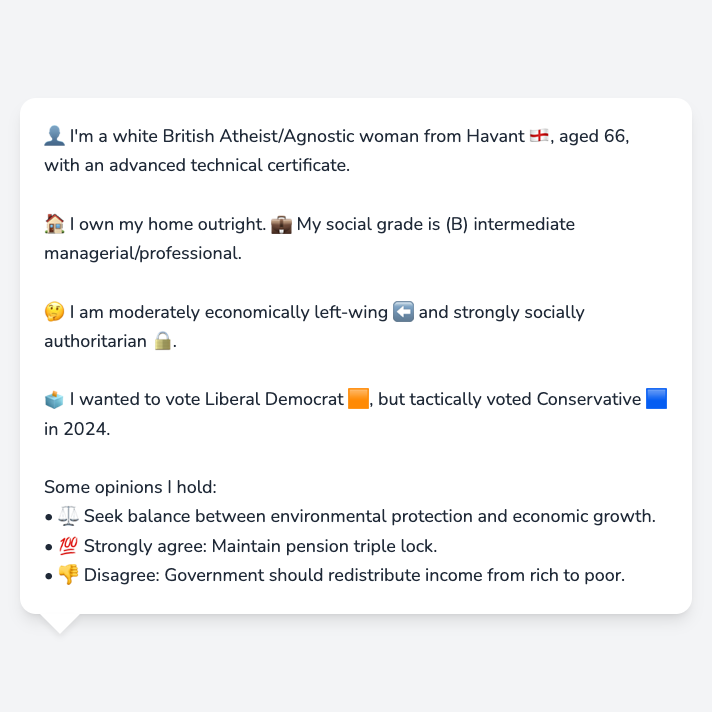 👤 I'm a white British Atheist/Agnostic woman from Havant 🏴󠁧󠁢󠁥󠁮󠁧󠁿, aged 66,
with an advanced technical certificate.
🏠 I own my home outright. 💼 My social grade is (B) intermediate
managerial/professional.
🤔 I am moderately economically left-wing ⬅️ and strongly socially
authoritarian 🔒.
🗳️ I wanted to vote Liberal Democrat 🟧, but tactically voted Conservative 🟦
in 2024.
Some opinions I hold:
• ⚖️ Seek balance between environmental protection and economic growth.
• 💯 Strongly agree: Maintain pension triple lock.
• 👎 Disagree: Government should redistribute income from rich to poor.